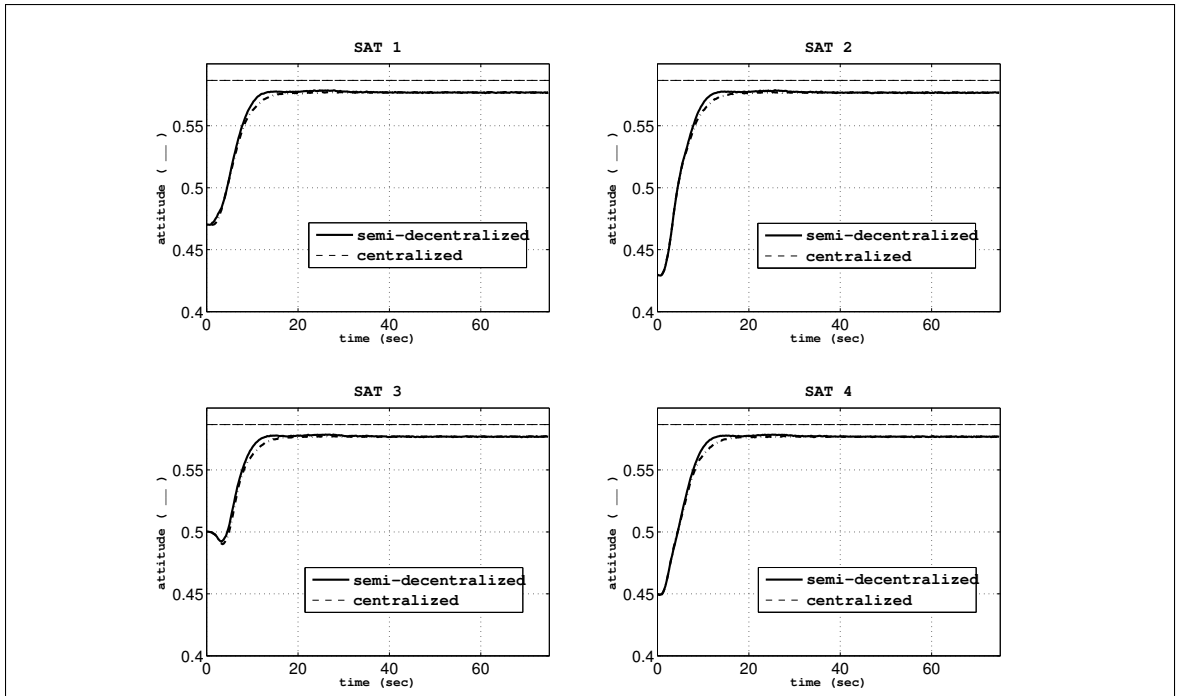 SAT 1
0.55
0.5
0.45
0.4
attitude ( __ )
semi-decentralized
centralized
0 20 40 60
time (sec)
SAT 2
0.55
0.5
0.45
0.4
attitude ( __ )
semi-decentralized
centralized
0 20 40 60
time (sec)
SAT 3
0.55
0.5
0.45
0.4
attitude ( __ )
semi-decentralized
centralized
0 20 40 60
time (sec)
SAT 4
0.55
0.5
0.45
0.4
attitude ( __ )
semi-decentralized
centralized
0 20 40 60
time (sec)